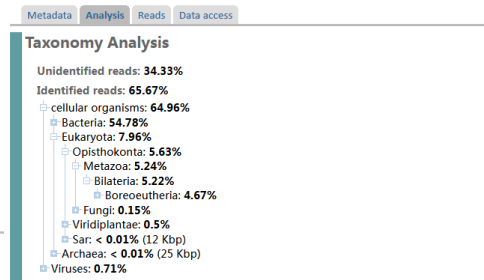 Metadata Analysis Reads Data access
Taxonomy Analysis
Unidentified reads: 34.33%
Identified reads: 65.67%
cellular organisms: 64.96%
Bacteria: 54.78%
Eukaryota: 7.96%
Opisthokonta: 5.63%
Metazoa: 5.24%
Bilateria: 5.22%
Boreoeutheria: 4.67%
Fungi: 0.15%
Viridiplantae: 0.5%
Sar: < 0.01% (12 Kbp)
Archaea: < 0.01% (25 Kbp)
Viruses: 0.71%